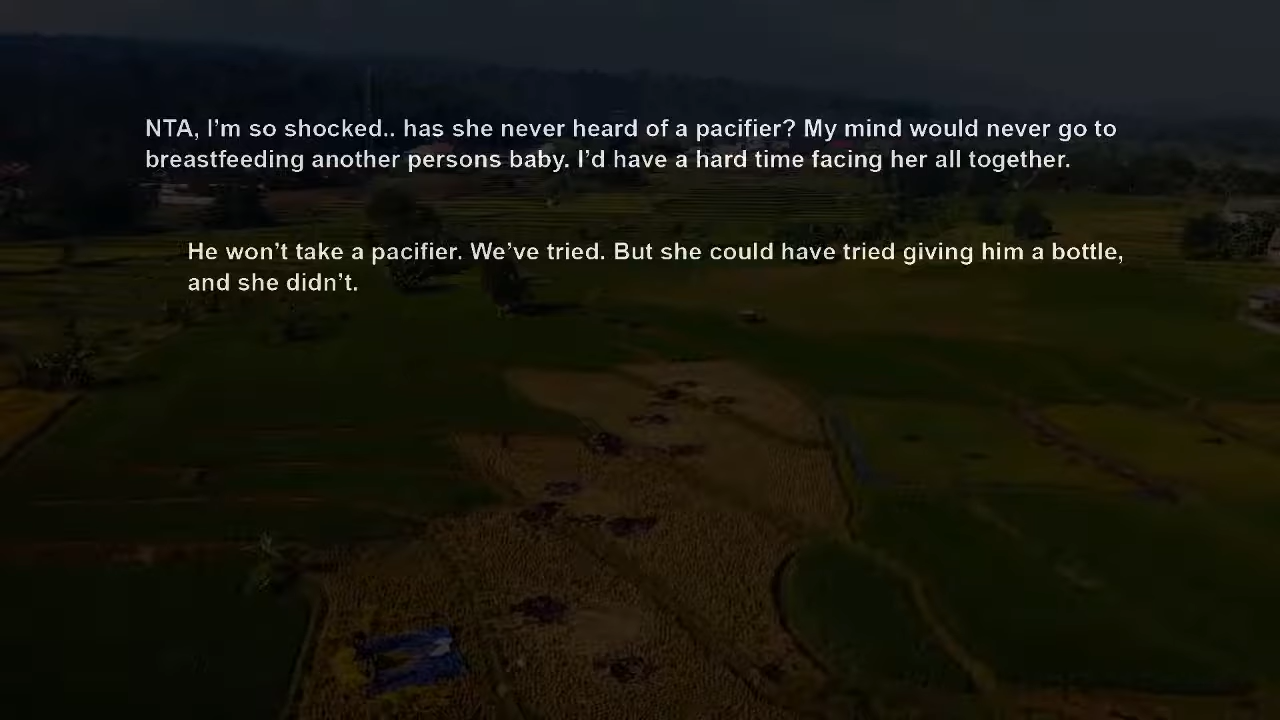 NTA, I’m so shocked.. has she never heard of a pacifier? My mind would never go to
breastfeeding another persons baby. I’d have a hard time facing her all together.
He won’t take a pacifier. We’ve tried. But she could have tried giving him a bottle,
and she didn’t.